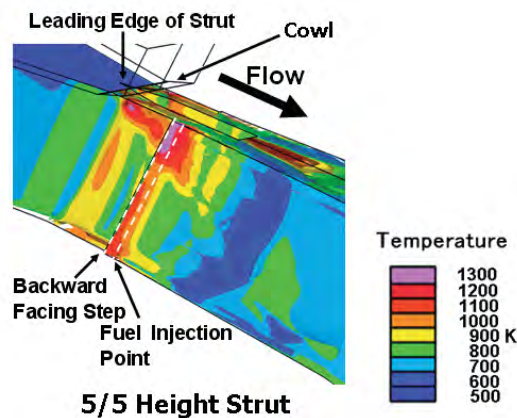 Leading Edge of Strut
Cowl
Flow
Backward
Facing Step
Fuel Injection
Point
5/5 Height Strut
Temperature
1300
1200
1100
1000
900 K
800
700
600
500